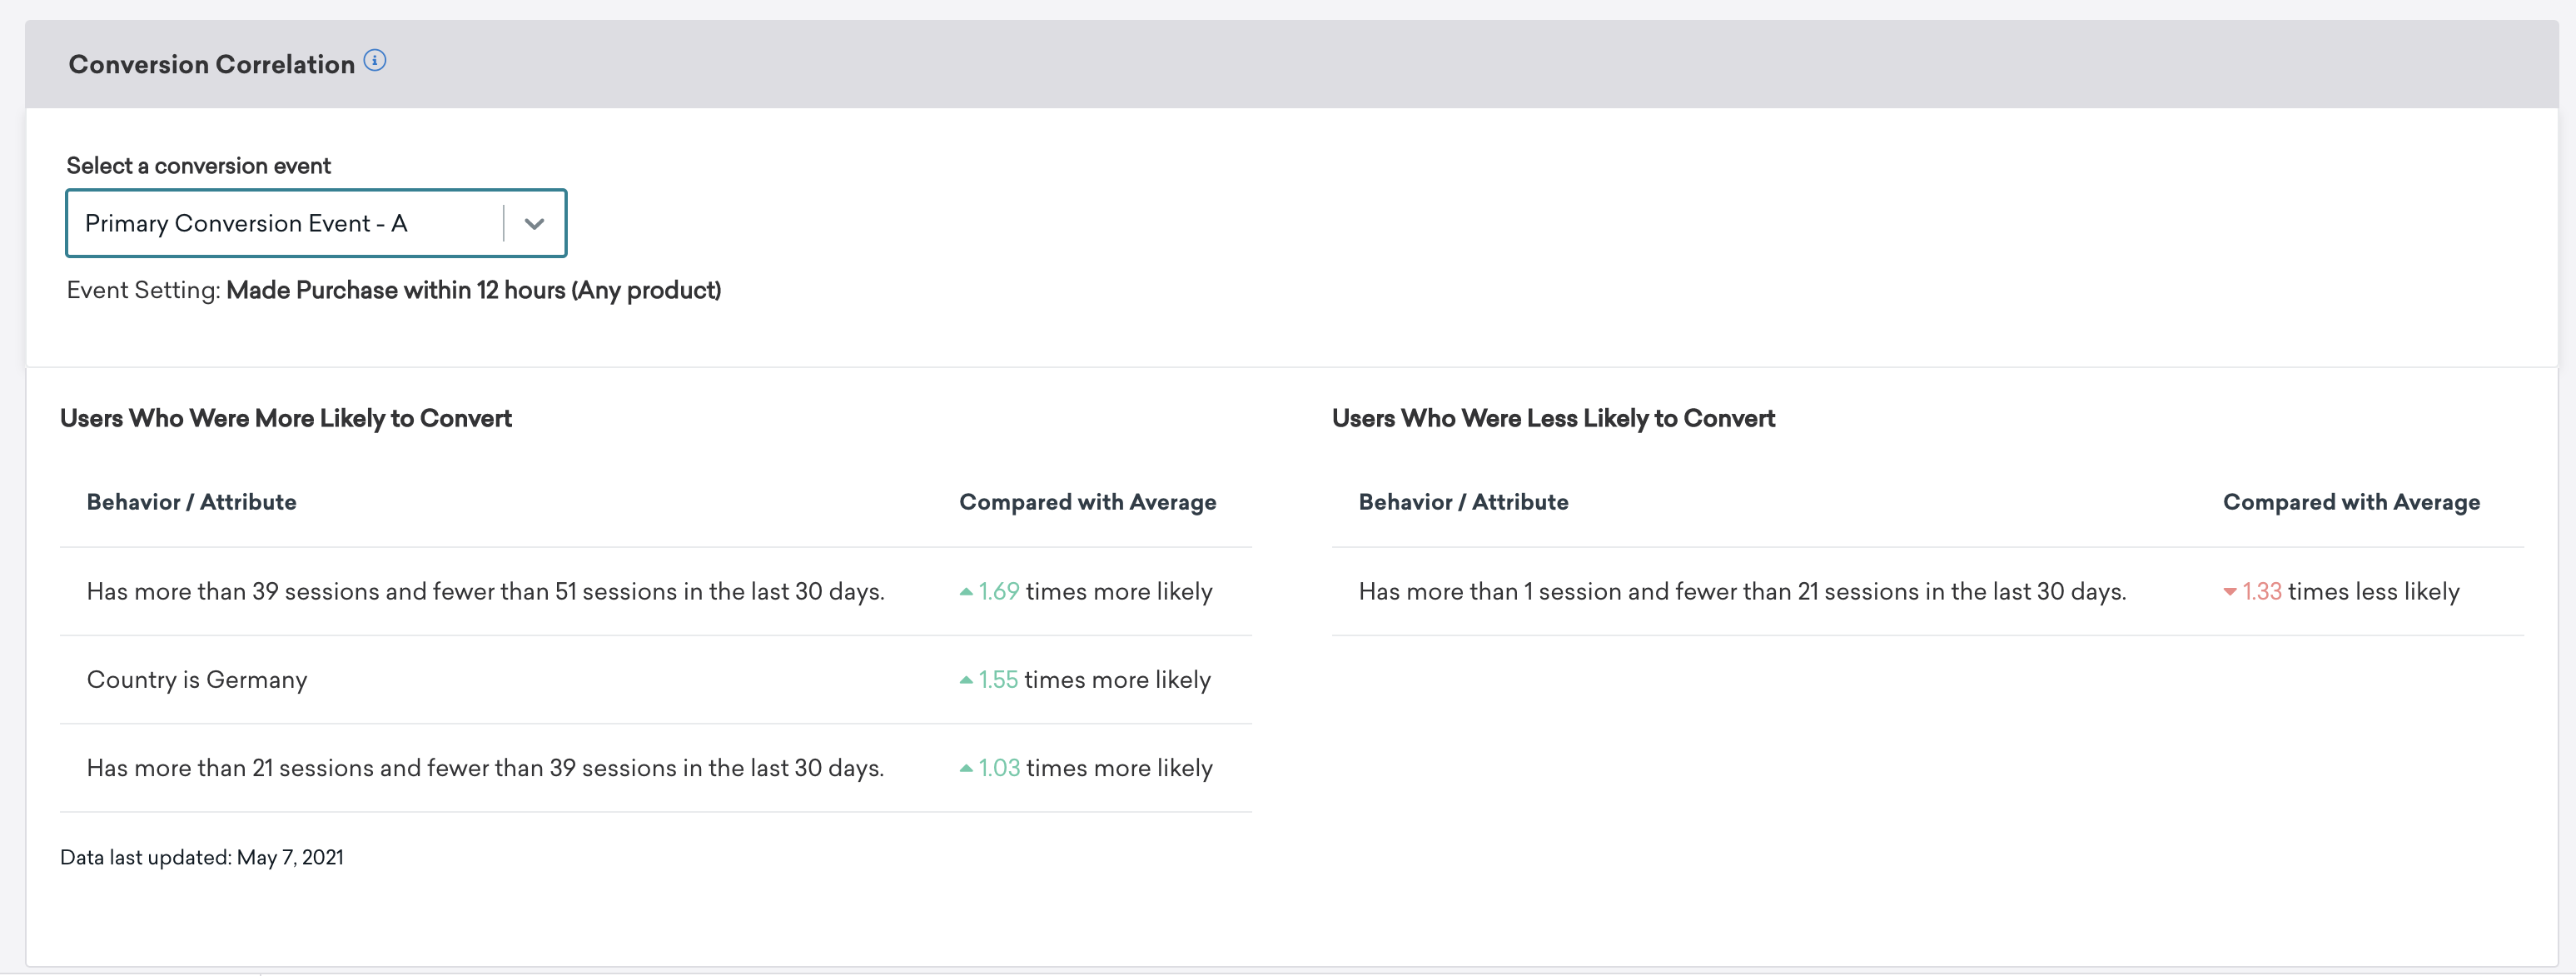 Conversion Correlation
Select a conversion event
Primary Conversion Event - A
Event Setting: Made Purchase within 12 hours (Any product)
Users Who Were More Likely to Convert
Behavior / Attribute Compared with Average
Has more than 39 sessions and fewer than 51 sessions in the last 30 days. 1.69 times more likely
Country is Germany 1.55 times more likely
Has more than 21 sessions and fewer than 39 sessions in the last 30 days. 1.03 times more likely
Data last updated: May 7, 2021
Users Who Were Less Likely to Convert
Behavior / Attribute Compared with Average
Has more than 1 session and fewer than 21 sessions in the last 30 days. 1.33 times less likely